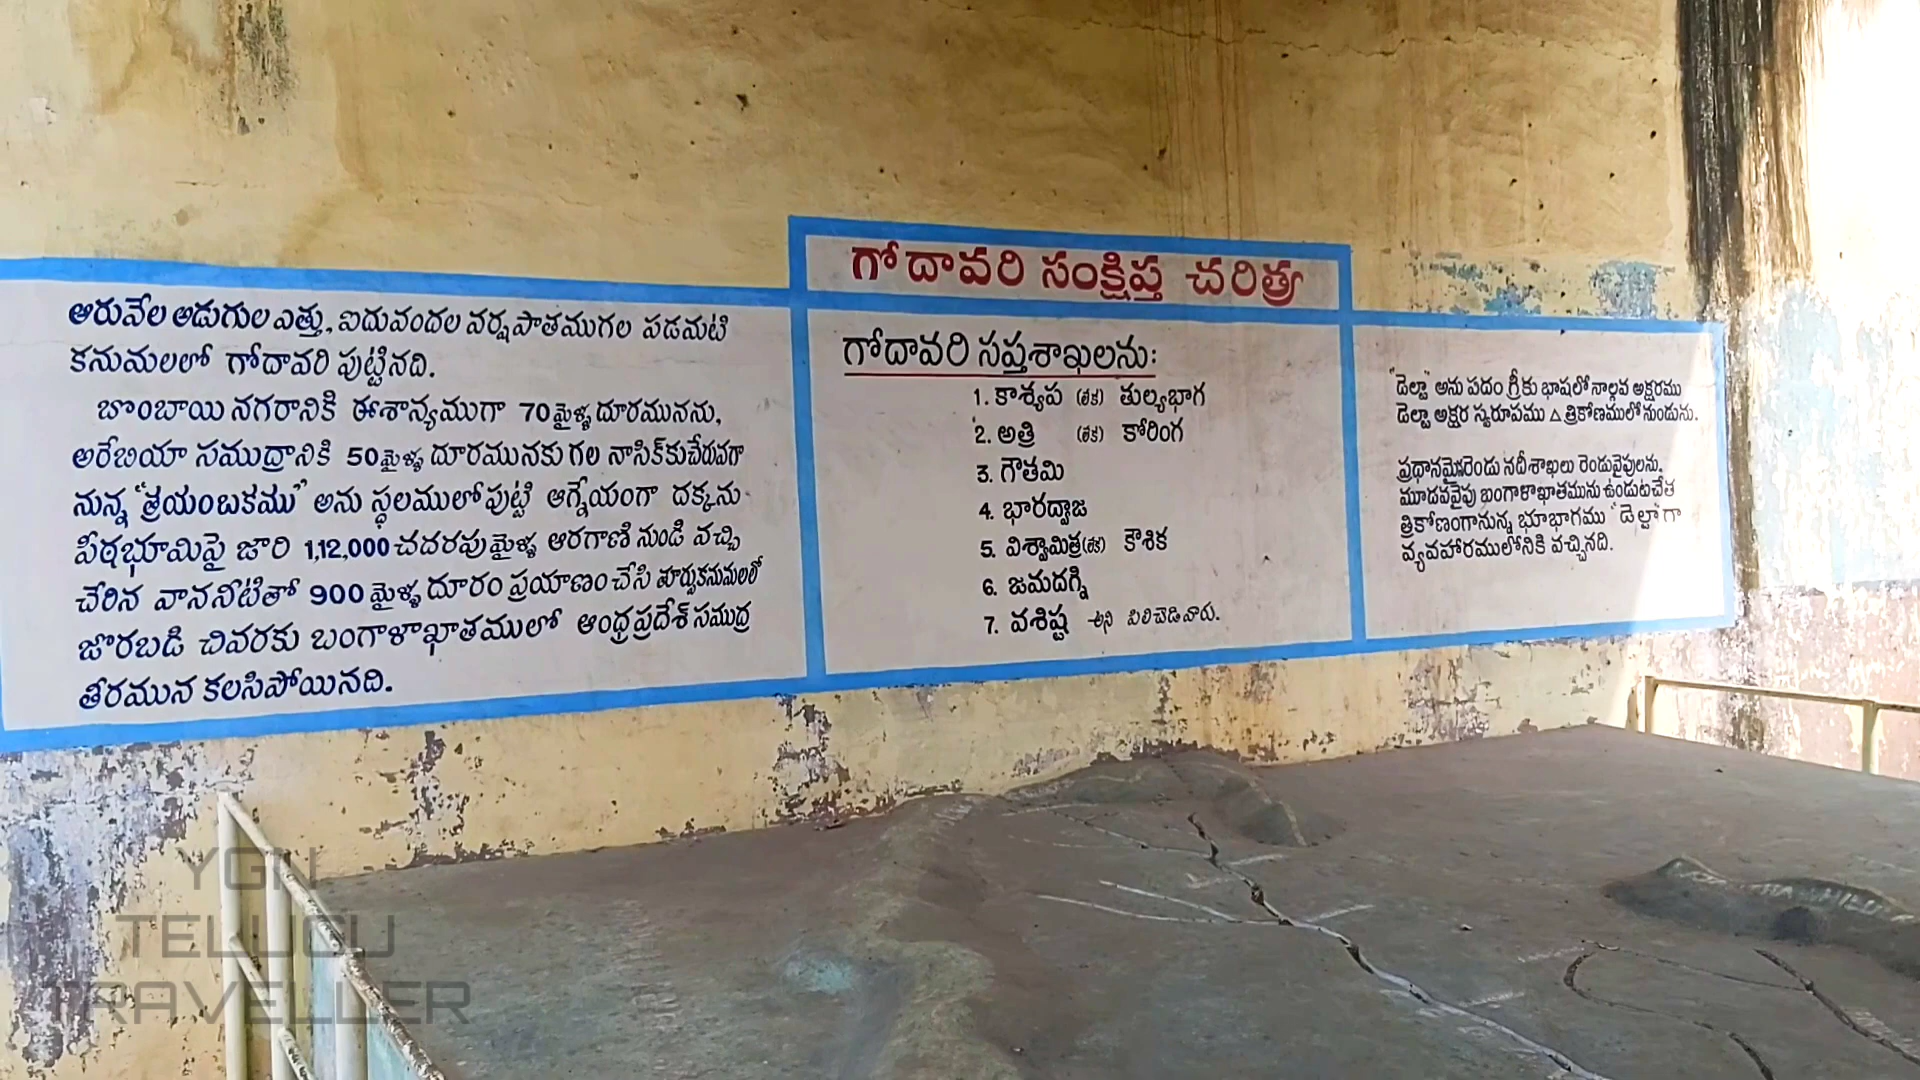 గోదావరి సంక్షిప్త చరిత్ర
ఆరువేల అడుగుల ఎత్తు, ఐదువందల వర్షపాతముగల పడమటి
కనుమలలో గోదావరి పుట్టినది.
బొంబాయి నగరానికి ఈశాన్యముగా 70 మైళ్ళ దూరమునను,
అరేబియా సముద్రానికి 50 మైళ్ళ దూరమునకు గల నాసిక్‌కు చేరువగా
నున్న "త్రయంబకము" అను స్థలములో పుట్టి ఆగ్నేయంగా దక్కను
పీఠభూమిపై జారి 1,12,000 చదరపు మైళ్ళ ఆరగాణి నుండి వచ్చి
చేరిన వాననీటితో 900 మైళ్ళ దూరం ప్రయాణం చేసి తూర్పుకనుమలలో
జొరబడి చివరకు బంగాళాఖాతములో ఆంధ్రప్రదేశ్ సముద్ర
తీరమున కలసిపోయినది.
గోదావరి సప్తశాఖలను:
1. కాశ్యప (లేక) తుల్యభాగ
2. అత్రి (లేక) కోరింగ
3. గౌతమి
4. భారద్వాజ
5. విశ్వామిత్ర (లేక) కౌశిక
6. జమదగ్ని
7. వశిష్ట అని పిలిచెదివారు.
"డెల్టా" అను పదం గ్రీకు భాషలో నాల్గవ అక్షరము
డెల్టా అక్షర స్వరూపము △ త్రికోణములో నుండును.
ప్రధానమైన రెండు నదీశాఖలు రెండువైపులను,
మూడవవైపు బంగాళాఖాతమును ఉండుటచేత
త్రికోణంగానున్న భూభాగము "డెల్టా" గా
వ్యవహారములోనికి వచ్చినది.
YGN
TELUGU
TRAVELLER